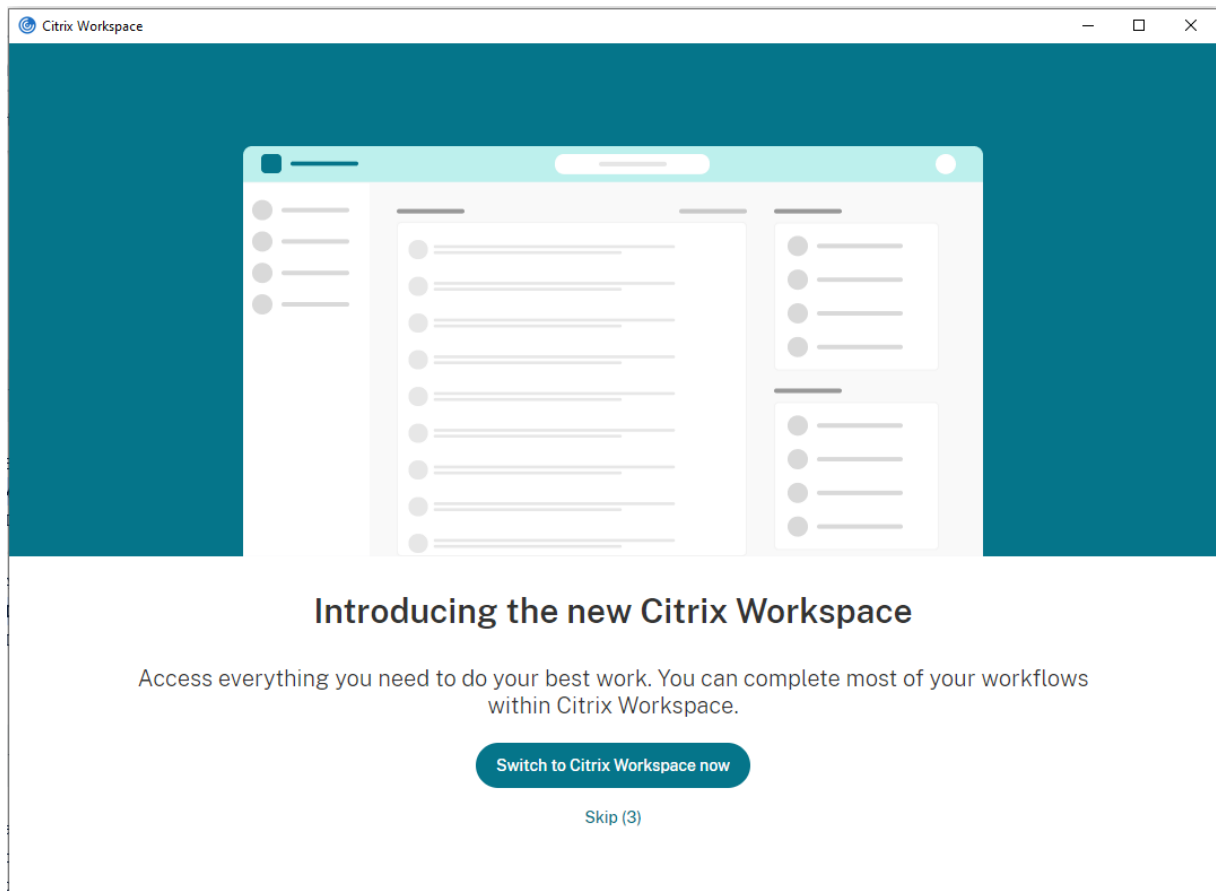 Citrix Workspace
Introducing the new Citrix Workspace
Access everything you need to do your best work. You can complete most of your workflows
within Citrix Workspace.
Switch to Citrix Workspace now
Skip (3)